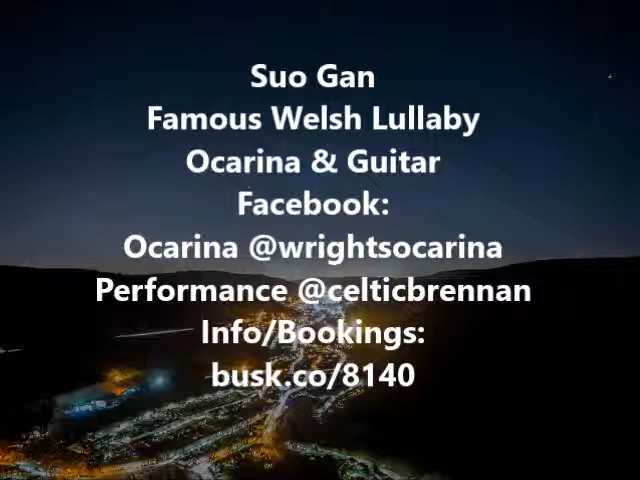 Suo Gan
Famous Welsh Lullaby
Ocarina & Guitar
Facebook:
Ocarina @wrightsocarina
Performance @celticbrennan
Info/Bookings:
busk.co/8140